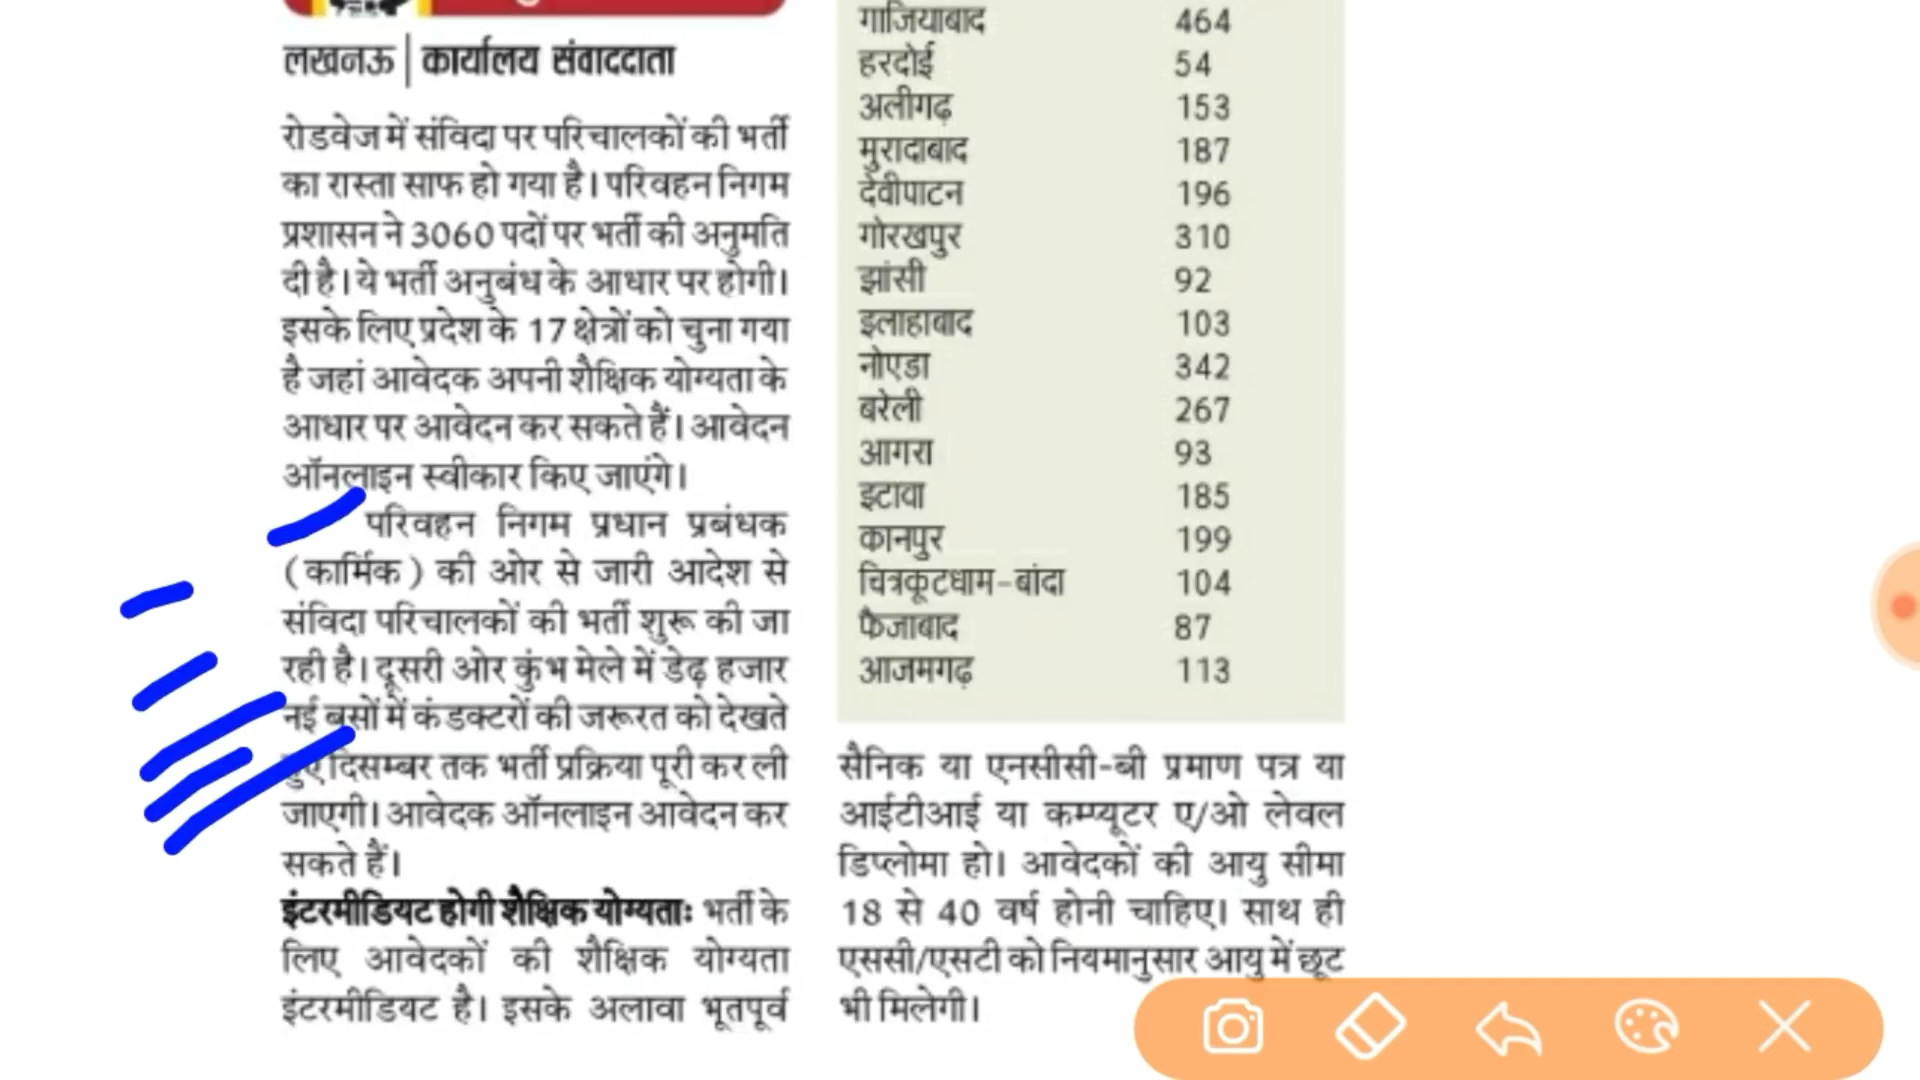 लखनऊ | कार्यालय संवाददाता
रोडवेज में संविदा पर परिचालकों की भर्ती
का रास्ता साफ हो गया है। परिवहन निगम
प्रशासन ने 3060 पदों पर भर्ती की अनुमति
दी है। ये भर्ती अनुबंध के आधार पर होगी।
इसके लिए प्रदेश के 17 क्षेत्रों को चुना गया
है जहां आवेदक अपनी शैक्षिक योग्यता के
आधार पर आवेदन कर सकते हैं। आवेदन
ऑनलाइन स्वीकार किए जाएंगे।
परिवहन निगम प्रधान प्रबंधक
(कार्मिक) की ओर से जारी आदेश से
संविदा परिचालकों की भर्ती शुरू की जा
रही है। दूसरी ओर कुंभ मेले में डेढ़ हजार
नई बसों में कंडक्टरों की जरूरत को देखते
हुए दिसम्बर तक भर्ती प्रक्रिया पूरी कर ली
जाएगी। आवेदक ऑनलाइन आवेदन कर
सकते हैं।
इंटरमीडियट होगी शैक्षिक योग्यताः भर्ती के
लिए आवेदकों की शैक्षिक योग्यता
इंटरमीडियट है। इसके अलावा भूतपूर्व
गाजियाबाद 464
हरदोई 54
अलीगढ़ 153
मुरादाबाद 187
देवीपाटन 196
गोरखपुर 310
झांसी 92
इलाहाबाद 103
नोएडा 342
बरेली 267
आगरा 93
इटावा 185
कानपुर 199
चित्रकूटधाम-बांदा 104
फैजाबाद 87
आजमगढ़ 113
सैनिक या एनसीसी-बी प्रमाण पत्र या
आईटीआई या कम्प्यूटर ए/ओ लेवल
डिप्लोमा हो। आवेदकों की आयु सीमा
18 से 40 वर्ष होनी चाहिए। साथ ही
एससी/एसटी को नियमानुसार आयु में छूट
भी मिलेगी।